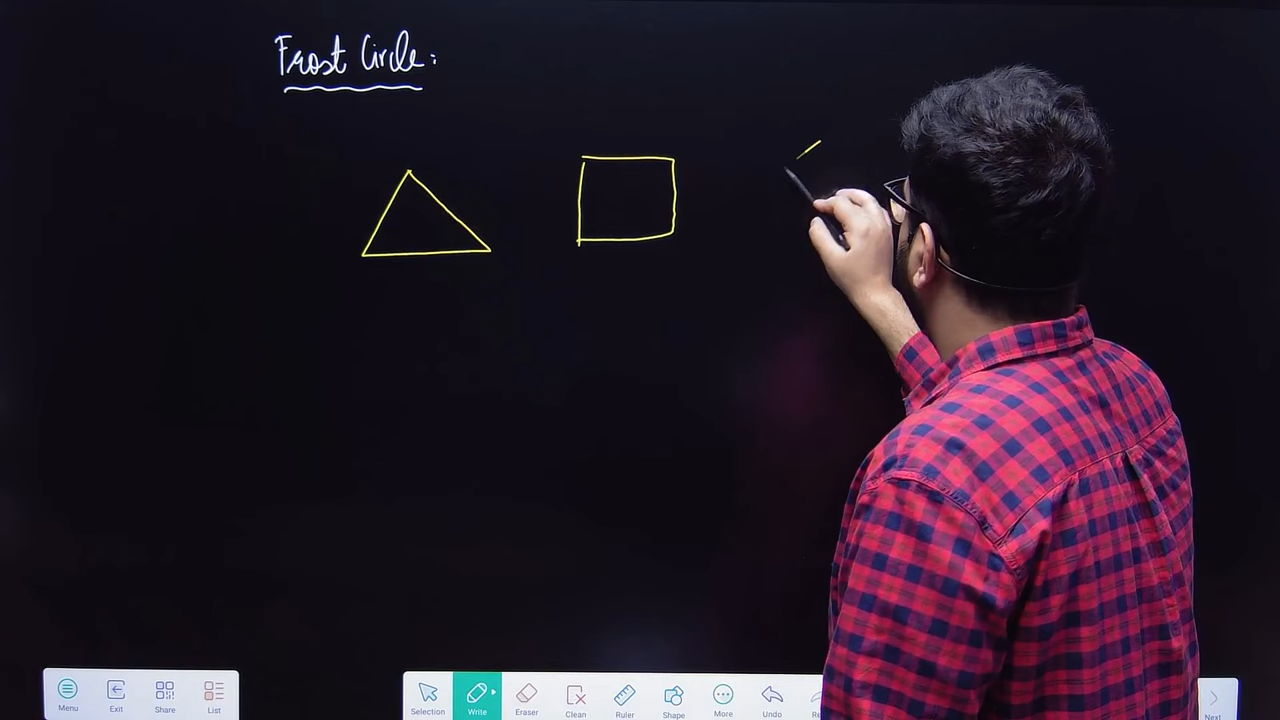 Frost Circle:
Menu
Exit
Share
List
Selection
Write
Eraser
Clean
Ruler
Shape
More
Undo
Next